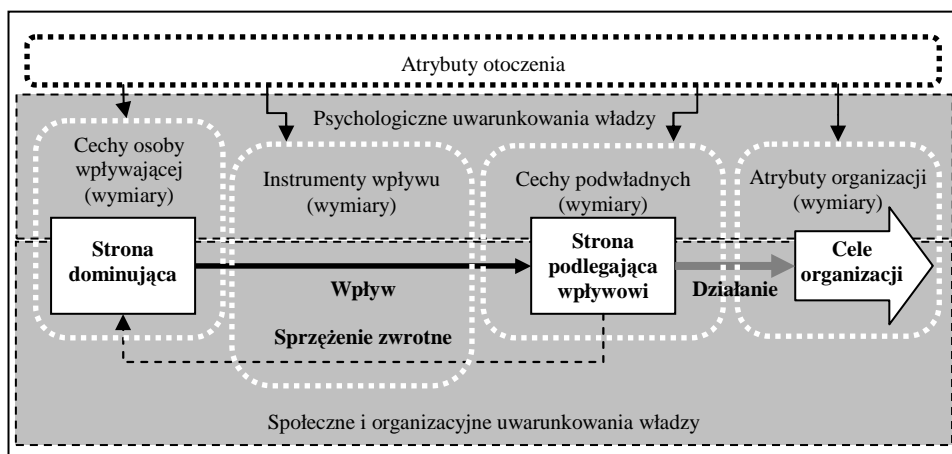 Atrybuty otoczenia
Psychologiczne uwarunkowania władzy
Cechy osoby
wpływającej
(wymiary)
Instrumenty wpływu
(wymiary)
Cechy podwładnych
(wymiary)
Atrybuty organizacji
(wymiary)
Strona
dominująca
Wpływ
Strona
podlegająca
wpływowi
Działanie
Cele
organizacji
Sprzężenie zwrotne
Społeczne i organizacyjne uwarunkowania władzy